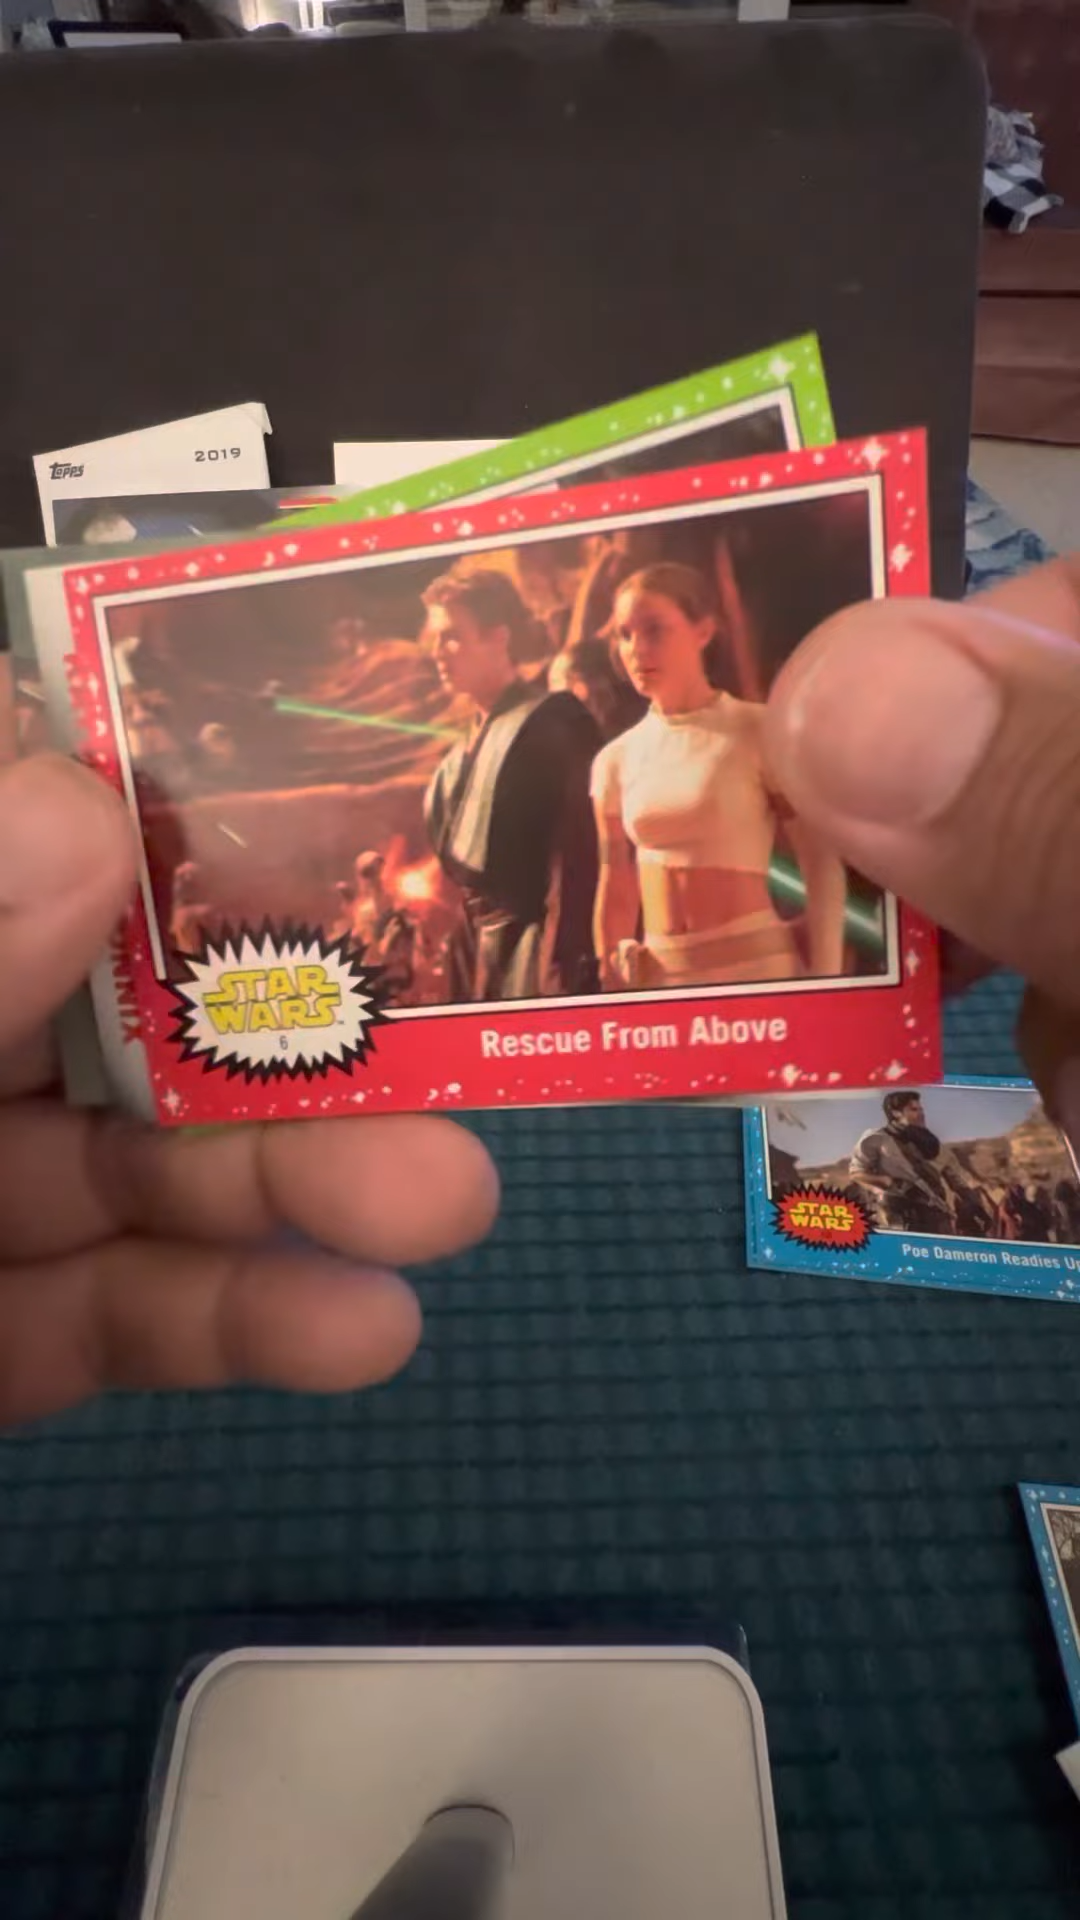 Topps
2019
STAR
WARS
6
Rescue From Above
STAR
WARS
Poe Dameron Readies Up